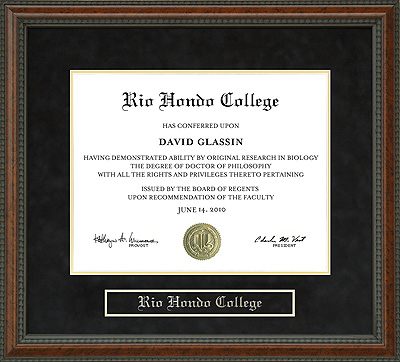 Rio Hondo College
HAS CONFERRED UPON
DAVID GLASSIN
HAVING DEMONSTRATED ABILITY BY ORIGINAL RESEARCH IN BIOLOGY
THE DEGREE OF DOCTOR OF PHILOSOPHY
WITH ALL THE RIGHTS AND PRIVILEGES THERETO PERTAINING
ISSUED BY THE BOARD OF REGENTS
UPON RECOMMENDATION OF THE FACULTY
JUNE 14, 2010
PROVOST
PRESIDENT
Rio Hondo College